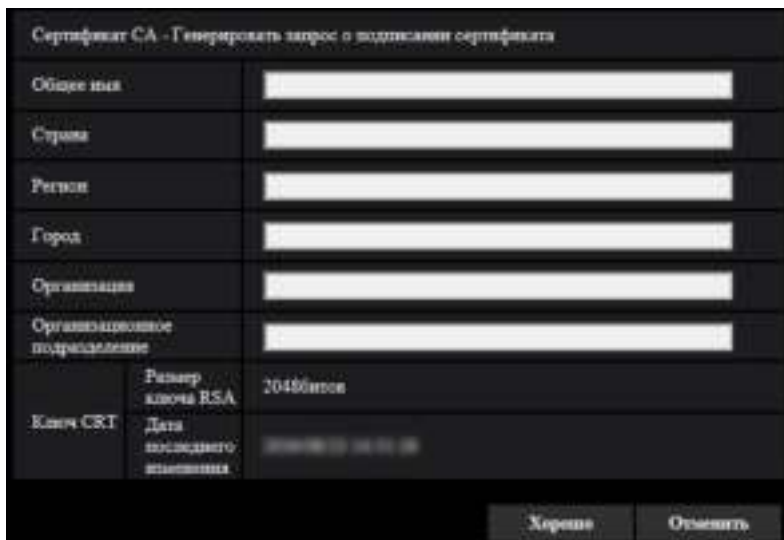 Сертификат CA - Генерировать запрос о подписании сертификата
Общее имя
Страна
Регион
Город
Организация
Организационное
подразделение
Ключ CRT
Размер
ключа RSA
2048битов
Дата
последнего
изменения
Хорошо
Отменить